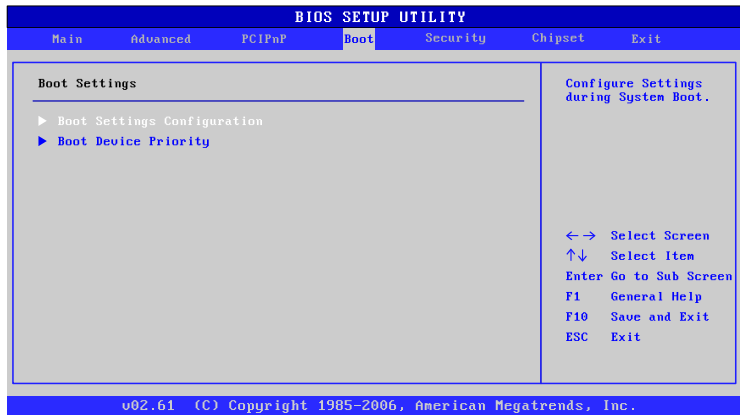 BIOS SETUP UTILITY
Main Advanced PCIPnP Boot Security Chipset Exit
Boot Settings
▶ Boot Settings Configuration
▶ Boot Device Priority
Configure Settings
during System Boot.
←→ Select Screen
↑↓ Select Item
Enter Go to Sub Screen
F1 General Help
F10 Save and Exit
ESC Exit
v02.61 (C) Copyright 1985-2006, American Megatrends, Inc.